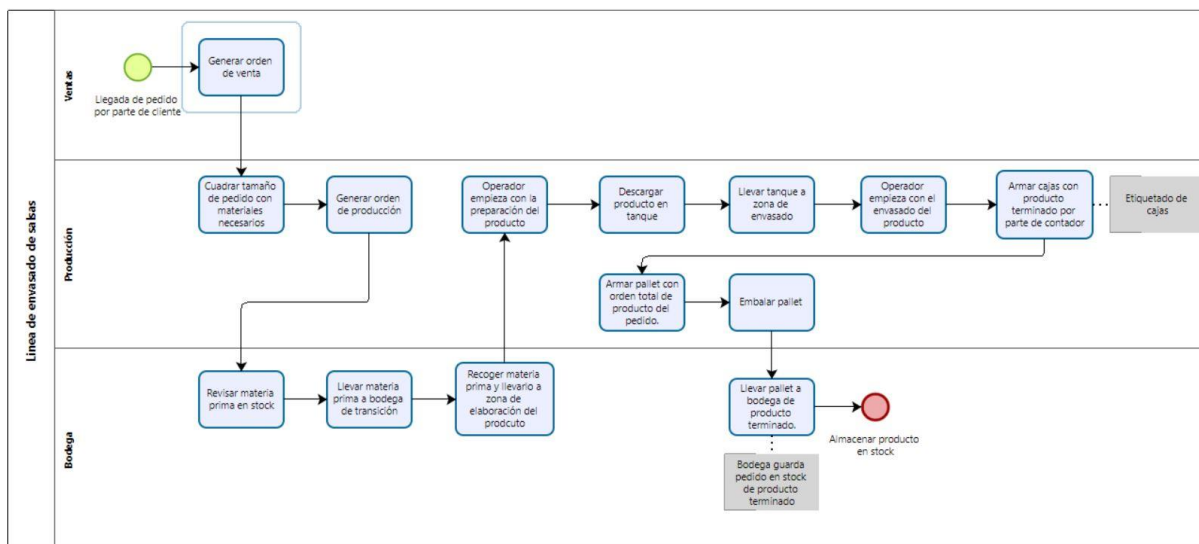 Linea de envasado de salsas
Ventas
Llegada de pedido
por parte de cliente
Generar orden
de venta
Producción
Cuadrar tamaño
de pedido con
materiales
necesarios
Generar orden
de producción
Operador
empieza con la
preparación del
producto
Descargar
producto en
tanque
Llevar tanque a
zona de
envasado
Operador
empieza con el
envasado del
producto
Armar cajas con
producto
terminado por
parte de contador
Etiquetado de
cajas
Armar pallet con
orden total de
producto del
pedido.
Embalar pallet
Bodega
Revisar materia
prima en stock
Llevar materia
prima a bodega
de transición
Recoger materia
prima y llevarlo a
zona de
elaboración del
prodcuto
Llevar pallet a
bodega de
producto
terminado.
Almacenar producto
en stock
Bodega guarda
pedido en stock
de producto
terminado